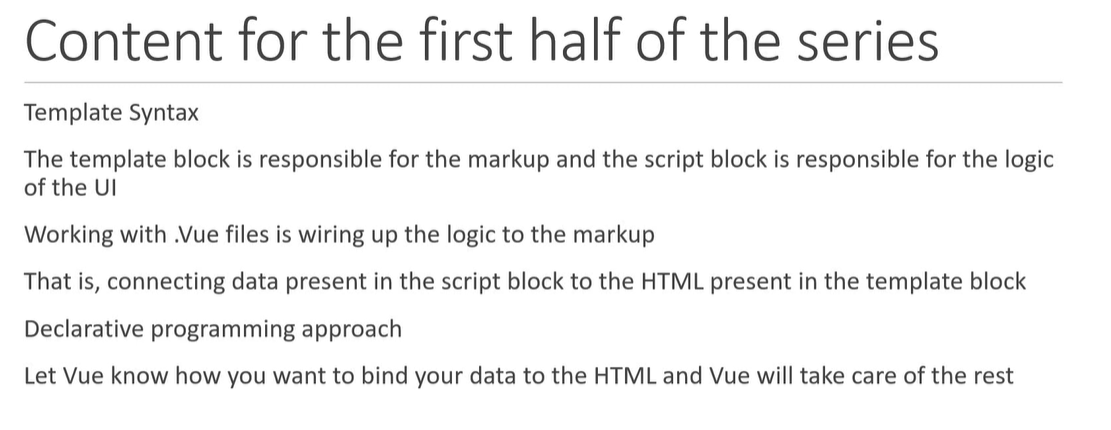 Content for the first half of the series
Template Syntax
The template block is responsible for the markup and the script block is responsible for the logic
of the UI
Working with .Vue files is wiring up the logic to the markup
That is, connecting data present in the script block to the HTML present in the template block
Declarative programming approach
Let Vue know how you want to bind your data to the HTML and Vue will take care of the rest